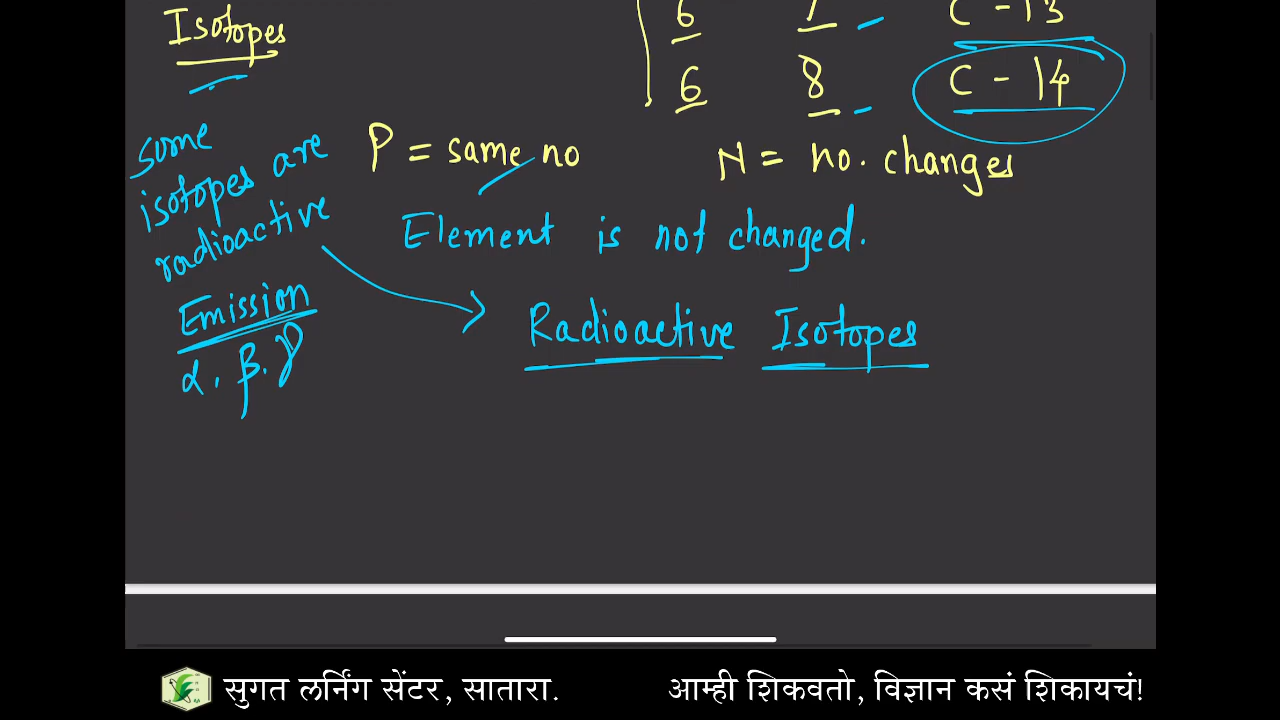 Isotopes
6 7 C - 13
6 8 C - 14
P = same no N = no. changes
some
isotopes are
radioactive
Element is not changed.
Emission
α, β, γ
Radioactive Isotopes
सुगत लर्निंग सेंटर, सातारा. आम्ही शिकवतो, विज्ञान कसं शिकायचं!